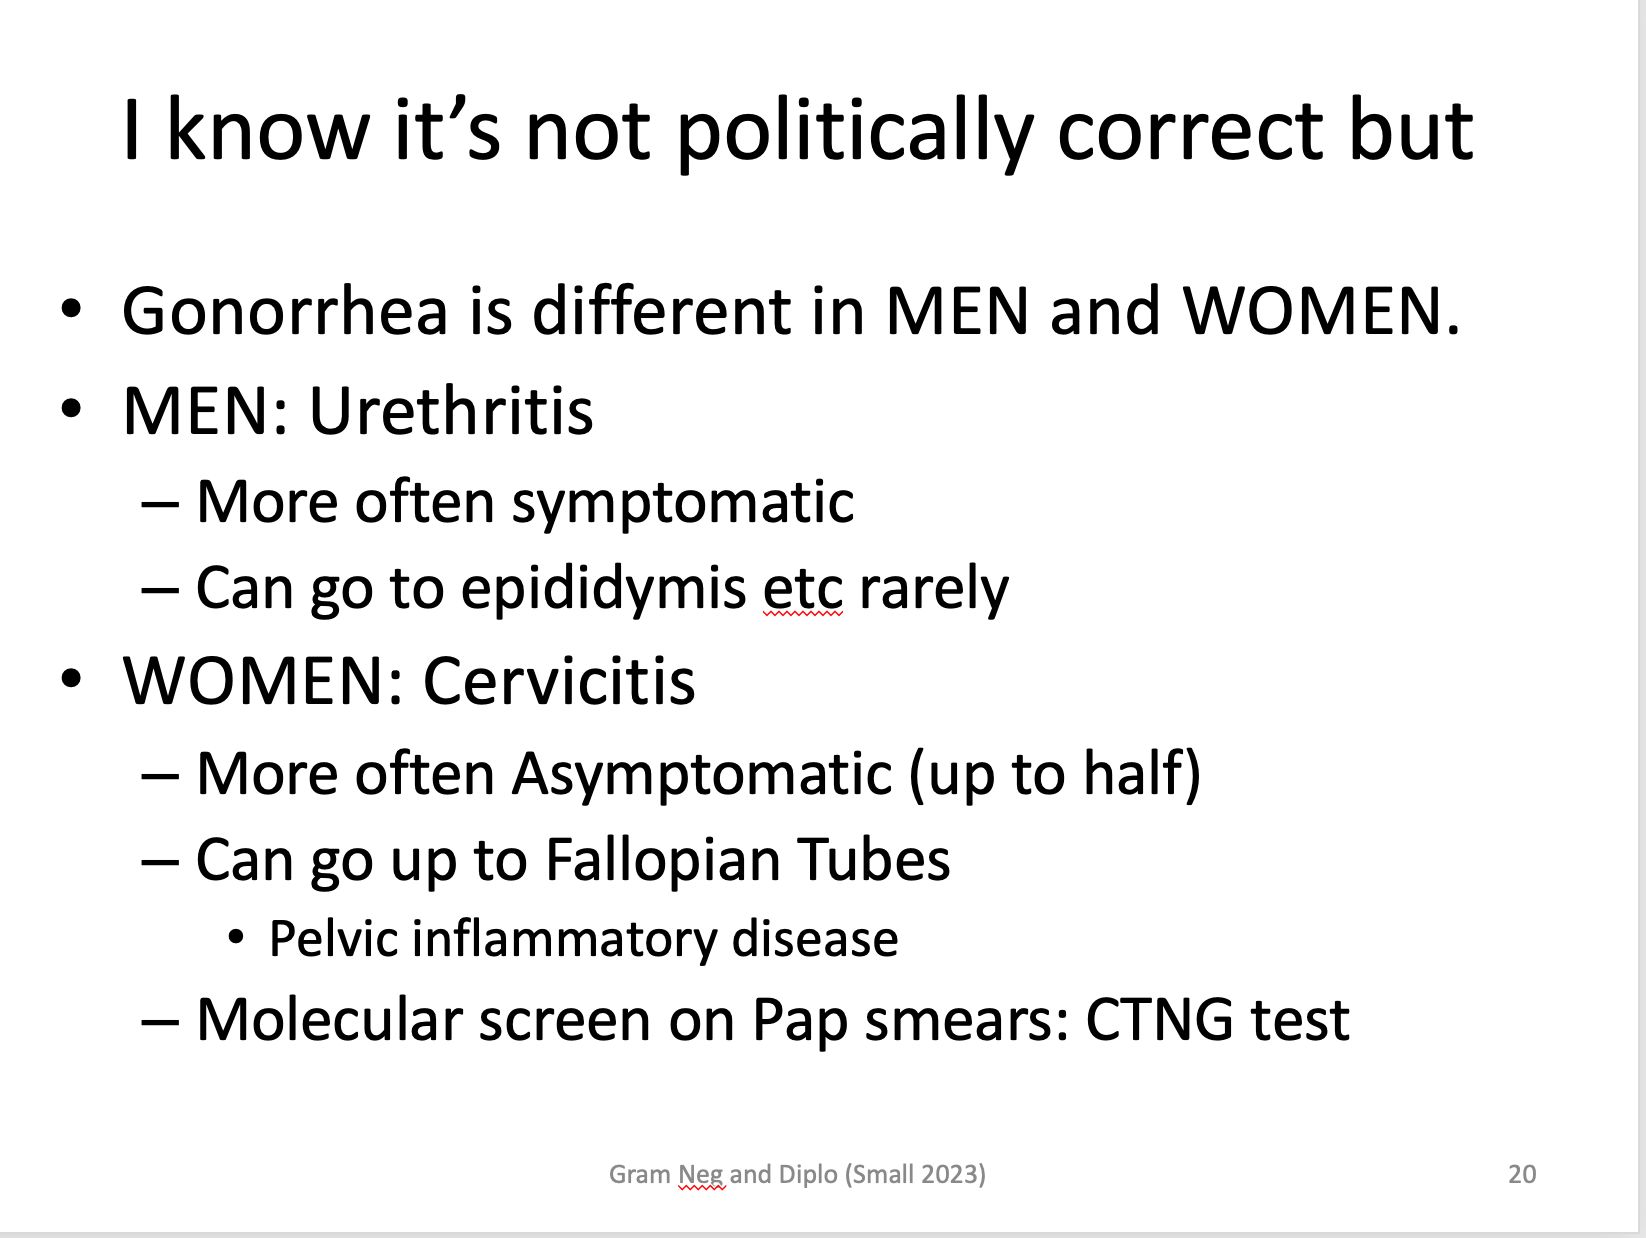 I know it’s not politically correct but
• Gonorrhea is different in MEN and WOMEN.
• MEN: Urethritis
– More often symptomatic
– Can go to epididymis etc rarely
• WOMEN: Cervicitis
– More often Asymptomatic (up to half)
– Can go up to Fallopian Tubes
• Pelvic inflammatory disease
– Molecular screen on Pap smears: CTNG test
Gram Neg and Diplo (Small 2023)
20